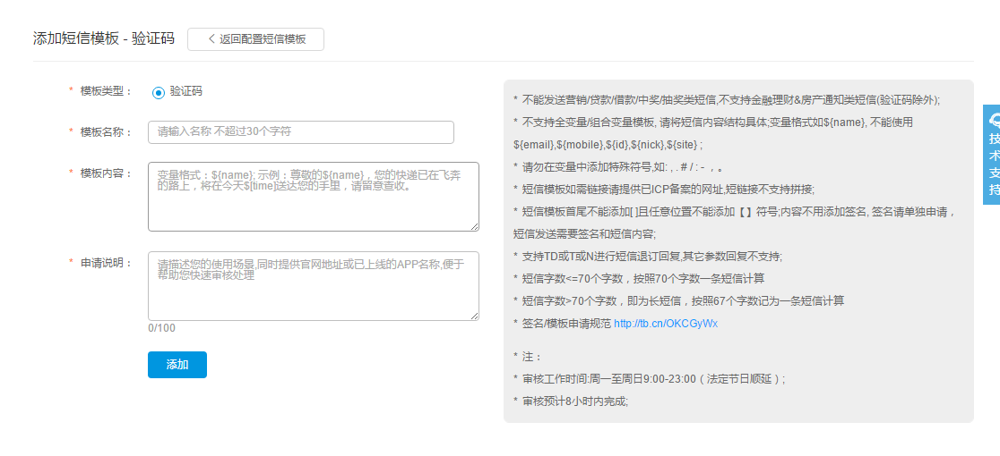 添加短信模板 - 验证码
返回配置短信模板
* 模板类型：
验证码
* 模板名称：
请输入名称 不超过30个字符
* 模板内容：
变量格式：${name}; 示例：尊敬的${name}，您的快递已在飞奔
的路上，将在今天$[time]送达您的手里，请留意查收。
* 申请说明：
请描述您的使用场景,同时提供官网地址或已上线的APP名称,便于
帮助您快速审核处理
0/100
添加
* 不能发送营销/贷款/借款/中奖/抽奖类短信,不支持金融理财&房产通知类短信(验证码除外);
* 不支持全变量/组合变量模板, 请将短信内容结构具体;变量格式如${name}, 不能使用
${email},${mobile},${id},${nick},${site} ;
* 请勿在变量中添加特殊符号,如: , . # / : - ，。
* 短信模板如需链接请提供已ICP备案的网址,短链接不支持拼接;
* 短信模板首尾不能添加[ ]且任意位置不能添加【 】符号;内容不用添加签名, 签名请单独申请，
短信发送需要签名和短信内容;
* 支持TD或T或N进行短信退订回复,其它参数回复不支持;
* 短信字数<=70个字数，按照70个字数一条短信计算
* 短信字数>70个字数，即为长短信，按照67个字数记为一条短信计算
* 签名/模板申请规范 http://tb.cn/OKCGyWx
* 注：
* 审核工作时间:周一至周日9:00-23:00（法定节日顺延）;
* 审核预计8小时内完成;
技
术
支
持